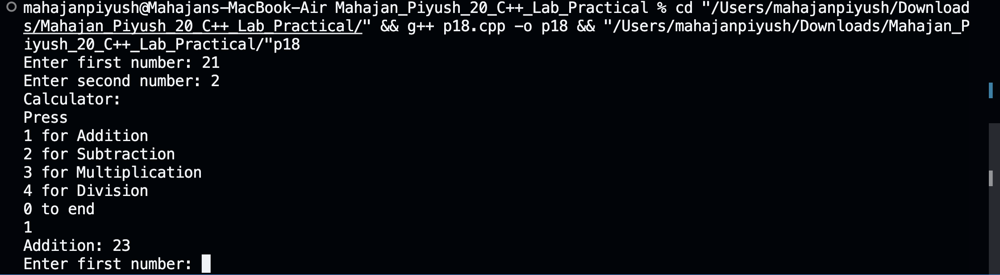 mahajanpiyush@Mahajans-MacBook-Air Mahajan_Piyush_20_C++_Lab_Practical % cd "/Users/mahajanpiyush/Download
s/Mahajan_Piyush_20_C++_Lab_Practical/" && g++ p18.cpp -o p18 && "/Users/mahajanpiyush/Downloads/Mahajan_P
iyush_20_C++_Lab_Practical/"p18
Enter first number: 21
Enter second number: 2
Calculator:
Press
1 for Addition
2 for Subtraction
3 for Multiplication
4 for Division
0 to end
1
Addition: 23
Enter first number: